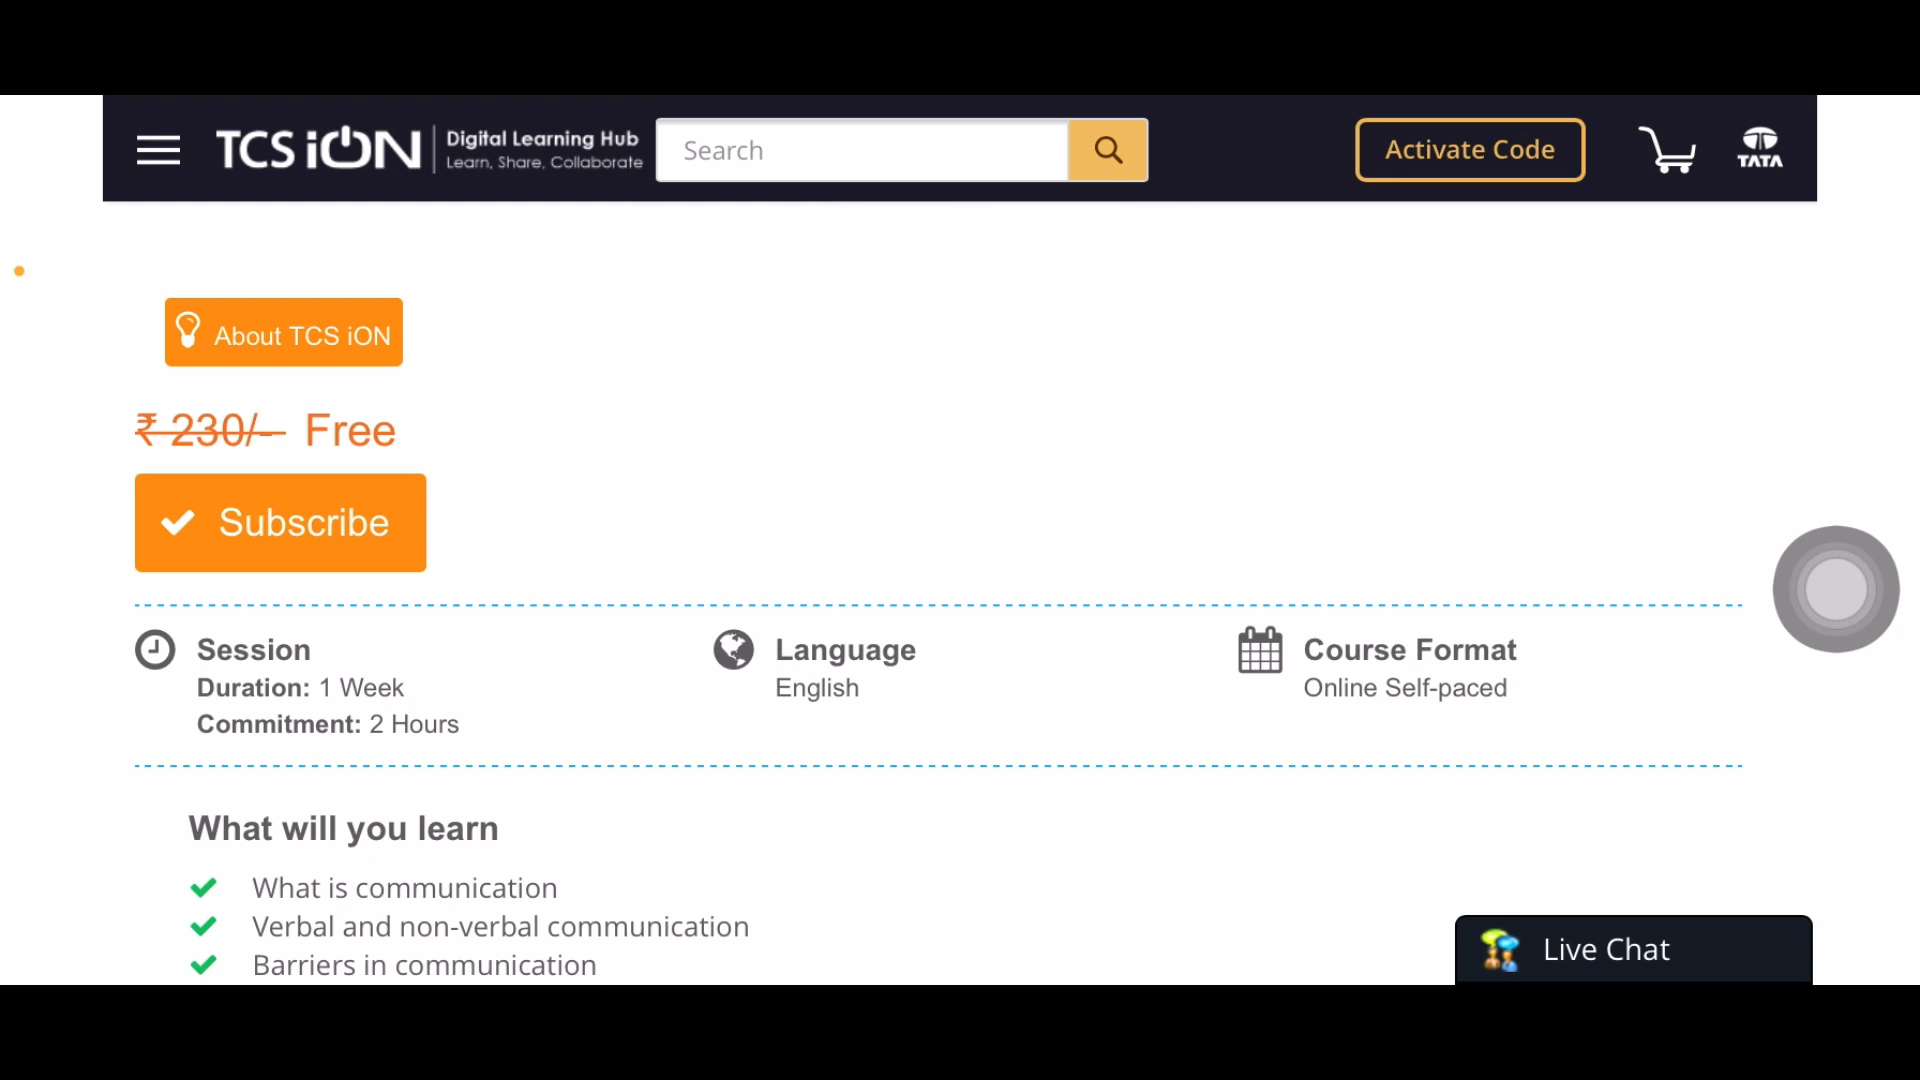 TCS iON
Digital Learning Hub
Learn, Share, Collaborate
Search
Activate Code
TATA
About TCS iON
₹ 230/- Free
Subscribe
Session
Duration: 1 Week
Commitment: 2 Hours
Language
English
Course Format
Online Self-paced
What will you learn
What is communication
Verbal and non-verbal communication
Barriers in communication
Live Chat